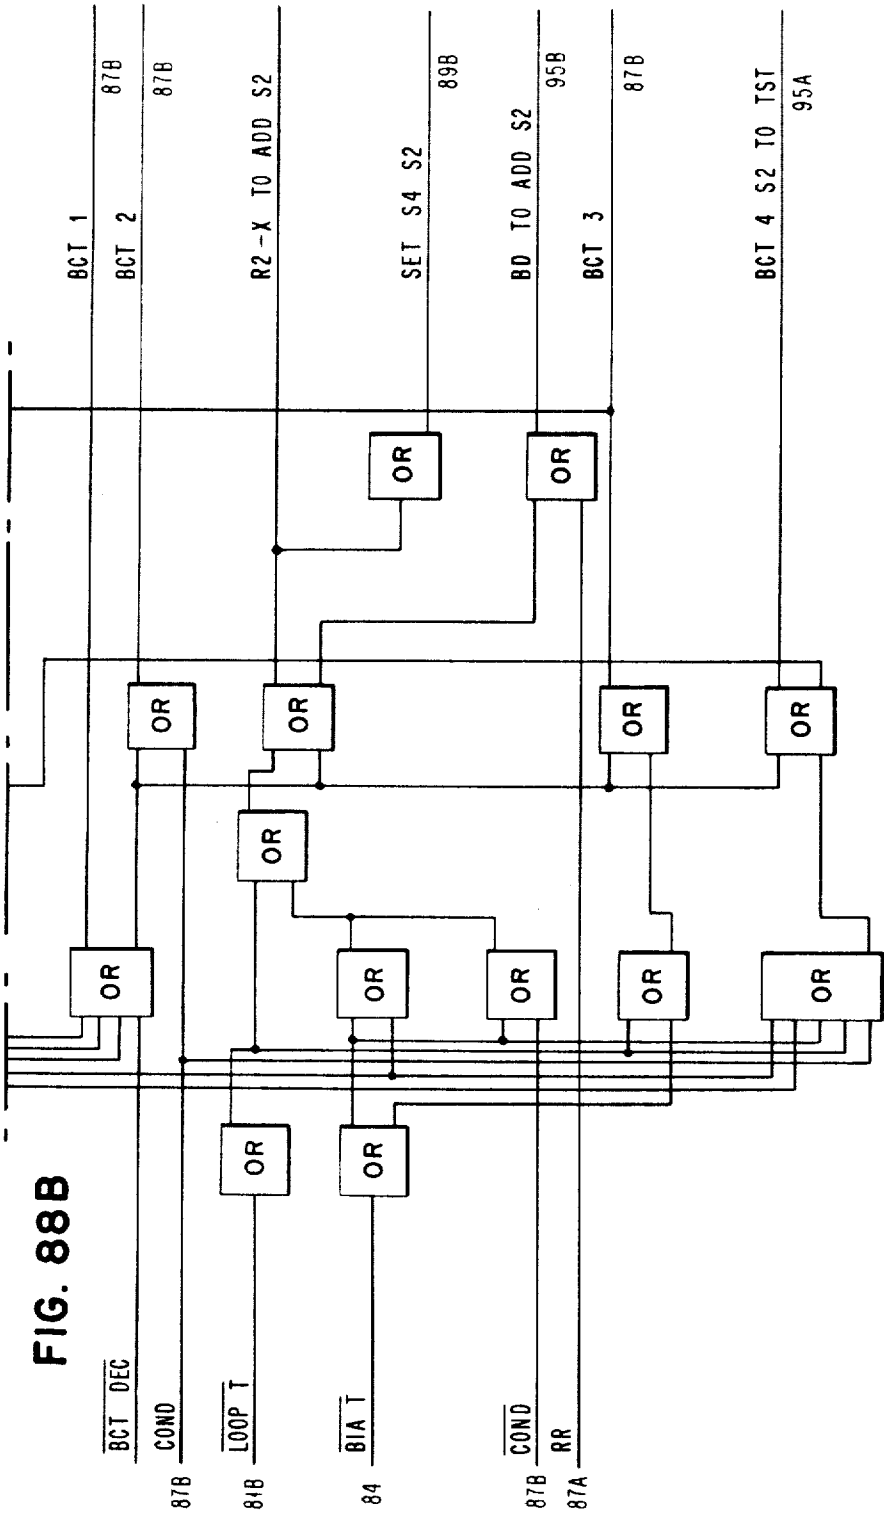 FIG. 88B
BCT 1
87B
OR
BCT DEC
BCT 2
OR
COND
87B
87B
LOOP T
84B
OR
R2-X TO ADD S2
OR
OR
BIA T
84
OR
OR
OR
SET S4 S2
89B
COND
87B
OR
BD TO ADD S2
95B
OR
RR
87A
BCT 3
87B
OR
OR
BCT 4 S2 TO TST
95A
OR
OR